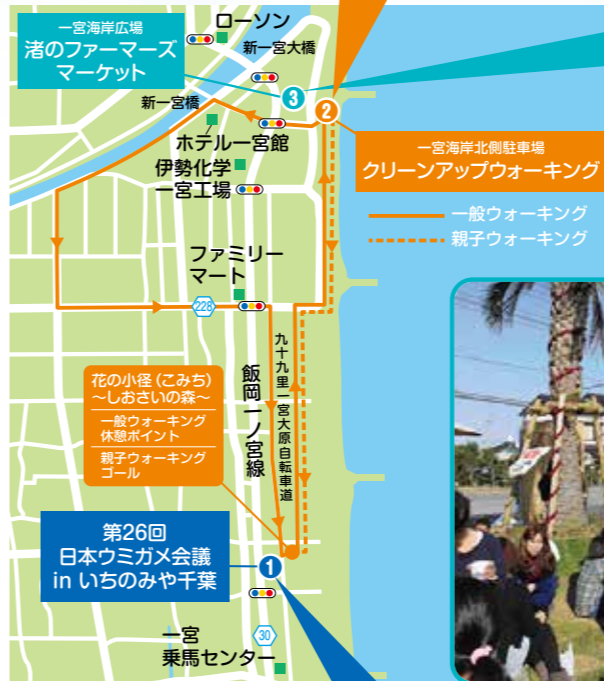 ローソン
新一宮大橋
一宮海岸広場
渚のファーマーズ
マーケット
3
2
新一宮橋
ホテル一宮館
伊勢化学
一宮工場
一宮海岸北側駐車場
クリーンアップウォーキング
一般ウォーキング
親子ウォーキング
ファミリー
マート
228
九十九里一宮大原自転車道
飯岡一ノ宮線
花の小径(こみち)
~しおさいの森~
一般ウォーキング
休憩ポイント
親子ウォーキング
ゴール
第26回
日本ウミガメ会議
in いちのみや千葉
1
30
一宮
乗馬センター